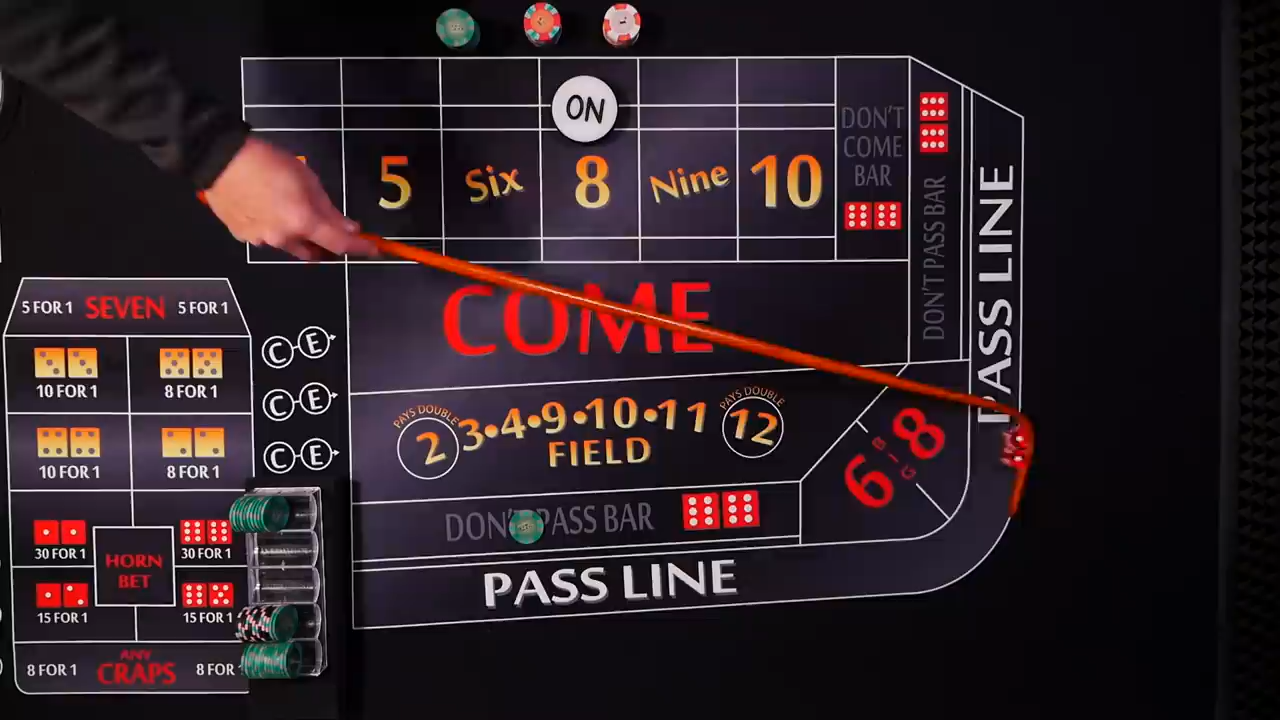 ON
5 Six 8 Nine 10
DON'T
COME
BAR
DON'T PASS BAR
PASS LINE
COME
5 FOR 1 SEVEN 5 FOR 1
10 FOR 1 8 FOR 1
10 FOR 1 8 FOR 1
30 FOR 1 30 FOR 1
HORN
BET
15 FOR 1 15 FOR 1
ANY
8 FOR 1 CRAPS 8 FOR
C E
C E
C E
PAYS DOUBLE PAYS DOUBLE
2 3•4•9•10•11 12
FIELD
6 BIG 8
DON'T PASS BAR
PASS LINE